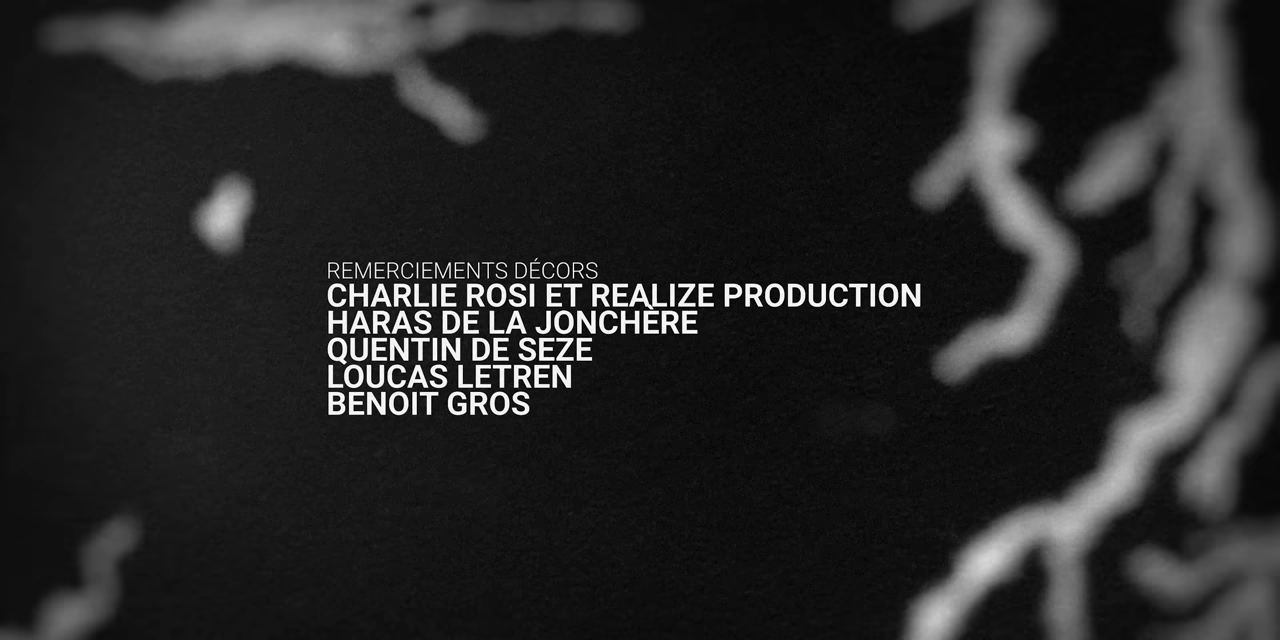 REMERCIEMENTS DÉCORS
CHARLIE ROSI ET REALIZE PRODUCTION
HARAS DE LA JONCHÈRE
QUENTIN DE SEZE
LOUCAS LETREN
BENOIT GROS